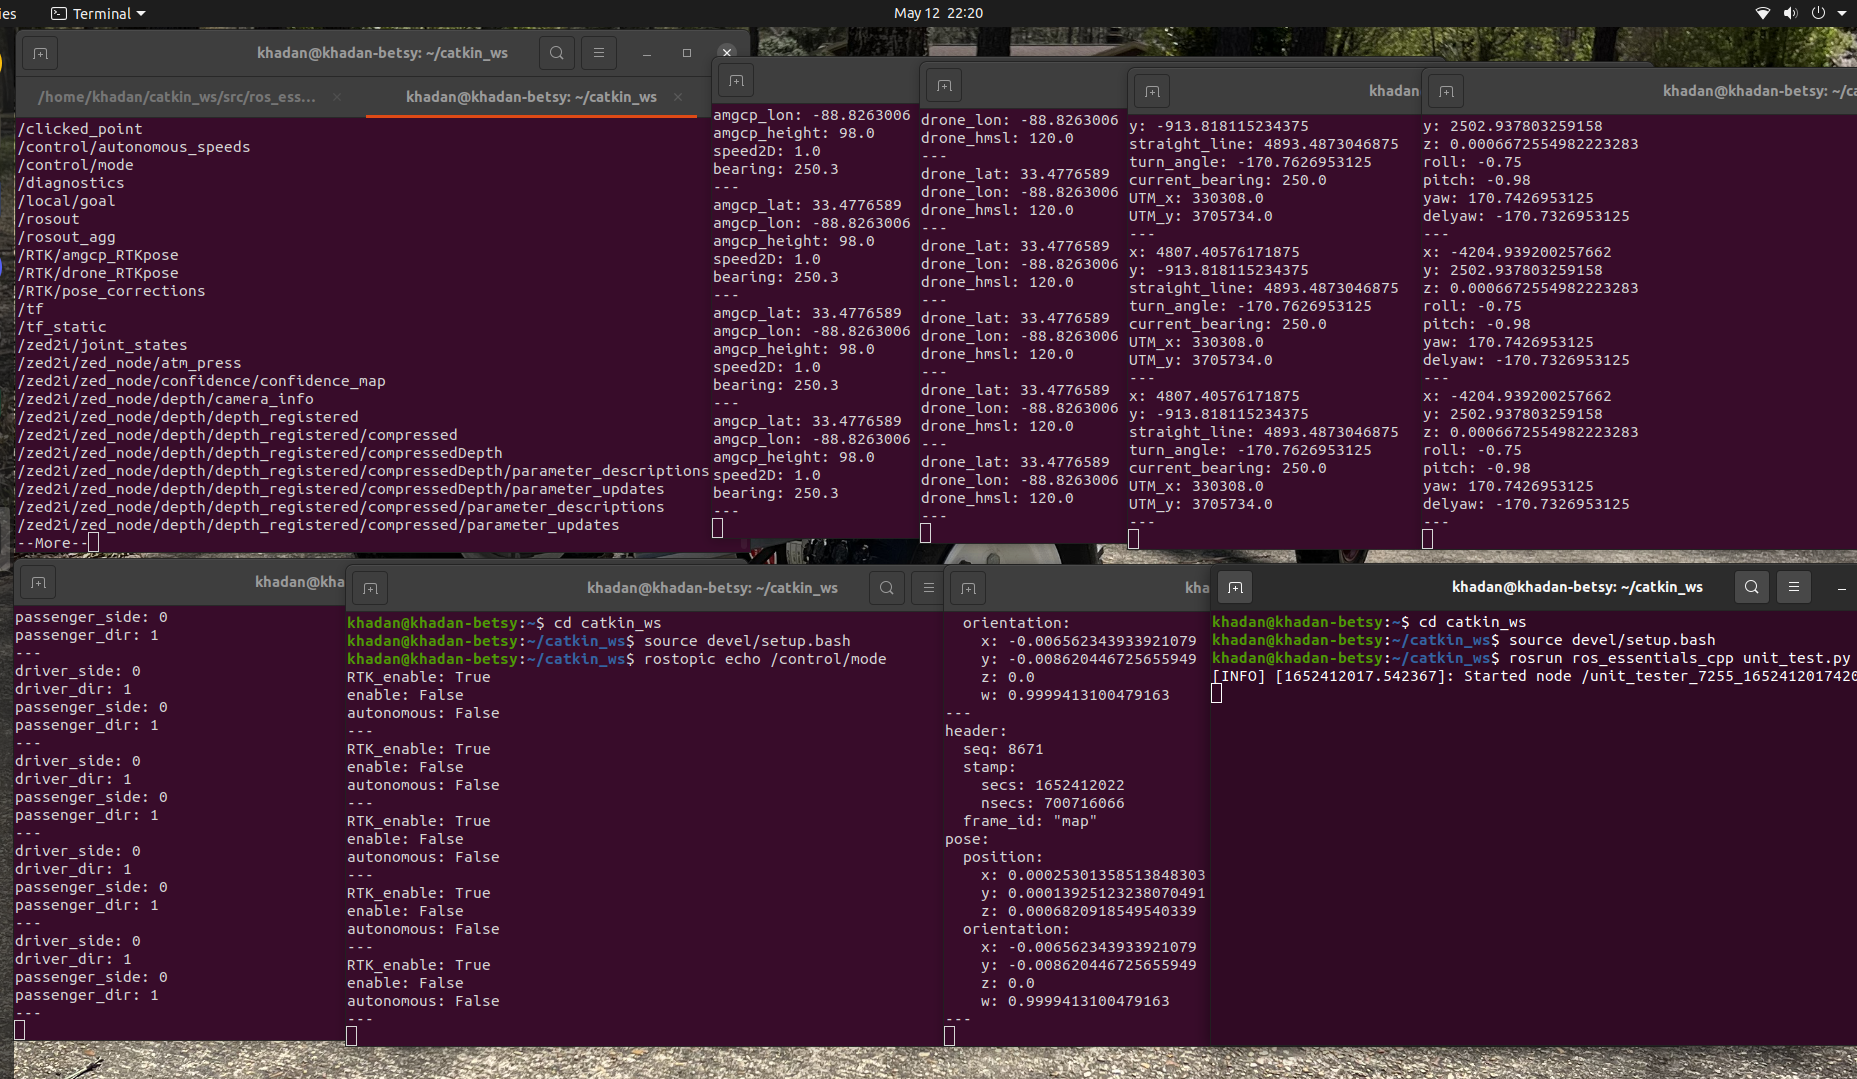 ies
Terminal
May 12 22:20
khadan@khadan-betsy: ~/catkin_ws
/home/khadan/catkin_ws/src/ros_ess...
khadan@khadan-betsy: ~/catkin_ws
/clicked_point
/control/autonomous_speeds
/control/mode
/diagnostics
/local/goal
/rosout
/rosout_agg
/RTK/amgcp_RTKpose
/RTK/drone_RTKpose
/RTK/pose_corrections
/tf
/tf_static
/zed2i/joint_states
/zed2i/zed_node/atm_press
/zed2i/zed_node/confidence/confidence_map
/zed2i/zed_node/depth/camera_info
/zed2i/zed_node/depth/depth_registered
/zed2i/zed_node/depth/depth_registered/compressed
/zed2i/zed_node/depth/depth_registered/compressedDepth
/zed2i/zed_node/depth/depth_registered/compressedDepth/parameter_descriptions
/zed2i/zed_node/depth/depth_registered/compressedDepth/parameter_updates
/zed2i/zed_node/depth/depth_registered/compressed/parameter_descriptions
/zed2i/zed_node/depth/depth_registered/compressed/parameter_updates
--More--
amgcp_lon: -88.8263006
amgcp_height: 98.0
speed2D: 1.0
bearing: 250.3
---
amgcp_lat: 33.4776589
amgcp_lon: -88.8263006
amgcp_height: 98.0
speed2D: 1.0
bearing: 250.3
---
amgcp_lat: 33.4776589
amgcp_lon: -88.8263006
amgcp_height: 98.0
speed2D: 1.0
bearing: 250.3
---
amgcp_lat: 33.4776589
amgcp_lon: -88.8263006
amgcp_height: 98.0
speed2D: 1.0
bearing: 250.3
---
drone_lon: -88.8263006
drone_hmsl: 120.0
---
drone_lat: 33.4776589
drone_lon: -88.8263006
drone_hmsl: 120.0
---
drone_lat: 33.4776589
drone_lon: -88.8263006
drone_hmsl: 120.0
---
drone_lat: 33.4776589
drone_lon: -88.8263006
drone_hmsl: 120.0
---
drone_lat: 33.4776589
drone_lon: -88.8263006
drone_hmsl: 120.0
---
drone_lat: 33.4776589
drone_lon: -88.8263006
drone_hmsl: 120.0
---
khadan
y: -913.818115234375
straight_line: 4893.4873046875
turn_angle: -170.7626953125
current_bearing: 250.0
UTM_x: 330308.0
UTM_y: 3705734.0
---
x: 4807.40576171875
y: -913.818115234375
straight_line: 4893.4873046875
turn_angle: -170.7626953125
current_bearing: 250.0
UTM_x: 330308.0
UTM_y: 3705734.0
---
x: 4807.40576171875
y: -913.818115234375
straight_line: 4893.4873046875
turn_angle: -170.7626953125
current_bearing: 250.0
UTM_x: 330308.0
UTM_y: 3705734.0
---
khadan@khadan-betsy: ~/ca
y: 2502.937803259158
z: 0.0006672554982223283
roll: -0.75
pitch: -0.98
yaw: 170.7426953125
delyaw: -170.7326953125
---
x: -4204.939200257662
y: 2502.937803259158
z: 0.0006672554982223283
roll: -0.75
pitch: -0.98
yaw: 170.7426953125
delyaw: -170.7326953125
---
x: -4204.939200257662
y: 2502.937803259158
z: 0.0006672554982223283
roll: -0.75
pitch: -0.98
yaw: 170.7426953125
delyaw: -170.7326953125
---
khadan@kha
passenger_side: 0
passenger_dir: 1
---
driver_side: 0
driver_dir: 1
passenger_side: 0
passenger_dir: 1
---
driver_side: 0
driver_dir: 1
passenger_side: 0
passenger_dir: 1
---
driver_side: 0
driver_dir: 1
passenger_side: 0
passenger_dir: 1
---
driver_side: 0
driver_dir: 1
passenger_side: 0
passenger_dir: 1
---
khadan@khadan-betsy: ~/catkin_ws
khadan@khadan-betsy:~$ cd catkin_ws
khadan@khadan-betsy:~/catkin_ws$ source devel/setup.bash
khadan@khadan-betsy:~/catkin_ws$ rostopic echo /control/mode
RTK_enable: True
enable: False
autonomous: False
---
RTK_enable: True
enable: False
autonomous: False
---
RTK_enable: True
enable: False
autonomous: False
---
RTK_enable: True
enable: False
autonomous: False
---
RTK_enable: True
enable: False
autonomous: False
---
kha
orientation:
x: -0.006562343933921079
y: -0.008620446725655949
z: 0.0
w: 0.9999413100479163
---
header:
seq: 8671
stamp:
secs: 1652412022
nsecs: 700716066
frame_id: "map"
pose:
position:
x: 0.00025301358513848303
y: 0.00013925123238070491
z: 0.0006820918549540339
orientation:
x: -0.006562343933921079
y: -0.008620446725655949
z: 0.0
w: 0.9999413100479163
---
khadan@khadan-betsy: ~/catkin_ws
khadan@khadan-betsy:~$ cd catkin_ws
khadan@khadan-betsy:~/catkin_ws$ source devel/setup.bash
khadan@khadan-betsy:~/catkin_ws$ rosrun ros_essentials_cpp unit_test.py
[INFO] [1652412017.542367]: Started node /unit_tester_7255_1652412017420